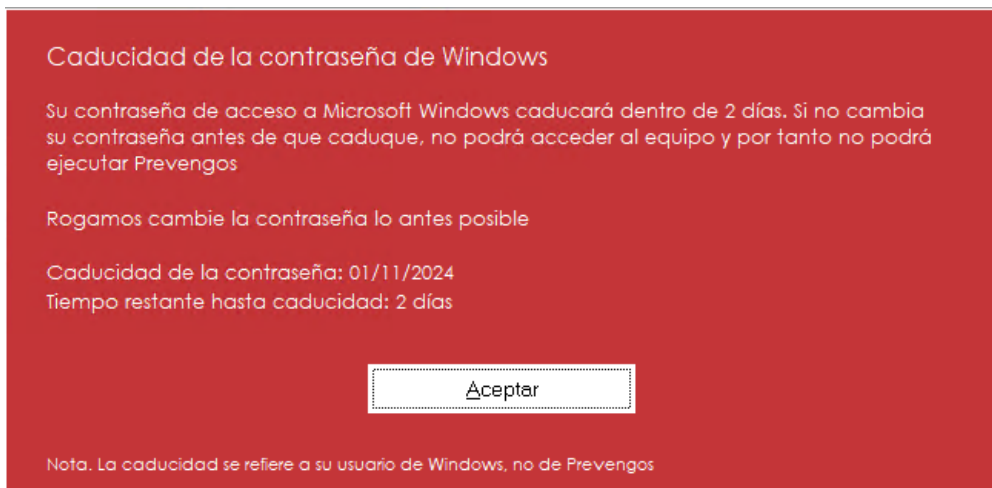 Caducidad de la contraseña de Windows
Su contraseña de acceso a Microsoft Windows caducará dentro de 2 días. Si no cambia
su contraseña antes de que caduque, no podrá acceder al equipo y por tanto no podrá
ejecutar Prevengos
Rogamos cambie la contraseña lo antes posible
Caducidad de la contraseña: 01/11/2024
Tiempo restante hasta caducidad: 2 días
Aceptar
Nota. La caducidad se refiere a su usuario de Windows, no de Prevengos